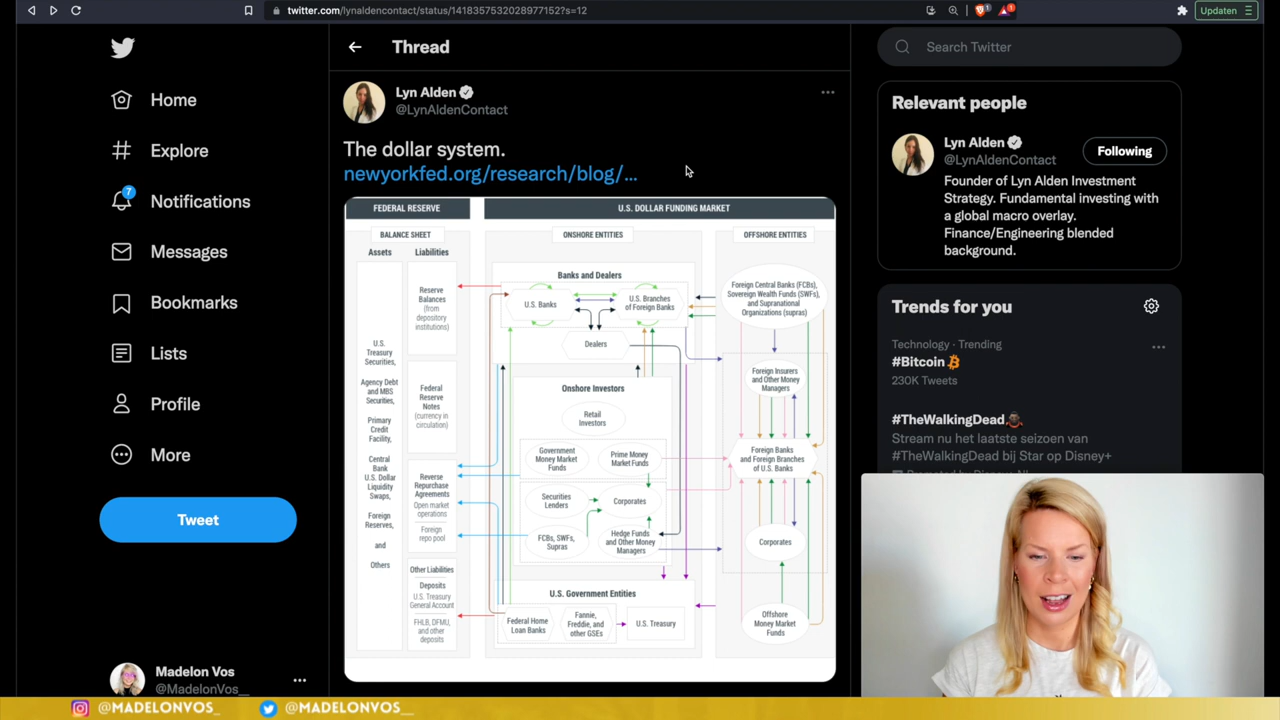 twitter.com/lynaldencontact/status/1418357532028977152?s=12
1
1
Updaten
Home
Explore
7
Notifications
Messages
Bookmarks
Lists
Profile
More
Tweet
Madelon Vos
@MadelonVos__
Thread
Lyn Alden
@LynAldenContact
The dollar system.
newyorkfed.org/research/blog/...
FEDERAL RESERVE
BALANCE SHEET
Assets
Liabilities
U.S.
Treasury
Securities,
Agency Debt
and MBS
Securities,
Primary
Credit
Facility,
Central
Bank
U.S. Dollar
Liquidity
Swaps,
Foreign
Reserves,
and
Others
Reserve
Balances
(from
depository
institutions)
Federal
Reserve
Notes
(currency in
circulation)
Reverse
Repurchase
Agreements
Open market
operations
Foreign
repo pool
Other Liabilities
Deposits
U.S. Treasury
General Account
FHLB, DFMU,
and other
deposits
U.S. DOLLAR FUNDING MARKET
ONSHORE ENTITIES
Banks and Dealers
U.S. Banks
U.S. Branches
of Foreign Banks
Dealers
Onshore Investors
Retail
Investors
Government
Money Market
Funds
Prime Money
Market Funds
Securities
Lenders
Corporates
FCBs, SWFs,
Supras
Hedge Funds
and Other Money
Managers
U.S. Government Entities
Federal Home
Loan Banks
Fannie,
Freddie, and
other GSEs
U.S. Treasury
OFFSHORE ENTITIES
Foreign Central Banks (FCBs),
Sovereign Wealth Funds (SWFs),
and Supranational
Organizations (supras)
Foreign Insurers
and Other Money
Managers
Foreign Banks
and Foreign Branches
of U.S. Banks
Corporates
Offshore
Money Market
Funds
Search Twitter
Relevant people
Lyn Alden
@LynAldenContact
Following
Founder of Lyn Alden Investment
Strategy. Fundamental investing with
a global macro overlay.
Finance/Engineering blended
background.
Trends for you
Technology · Trending
#Bitcoin
230K Tweets
#TheWalkingDead
Stream nu het laatste seizoen van
#TheWalkingDead bij Star op Disney+
@MADELONVOS_
@MADELONVOS__